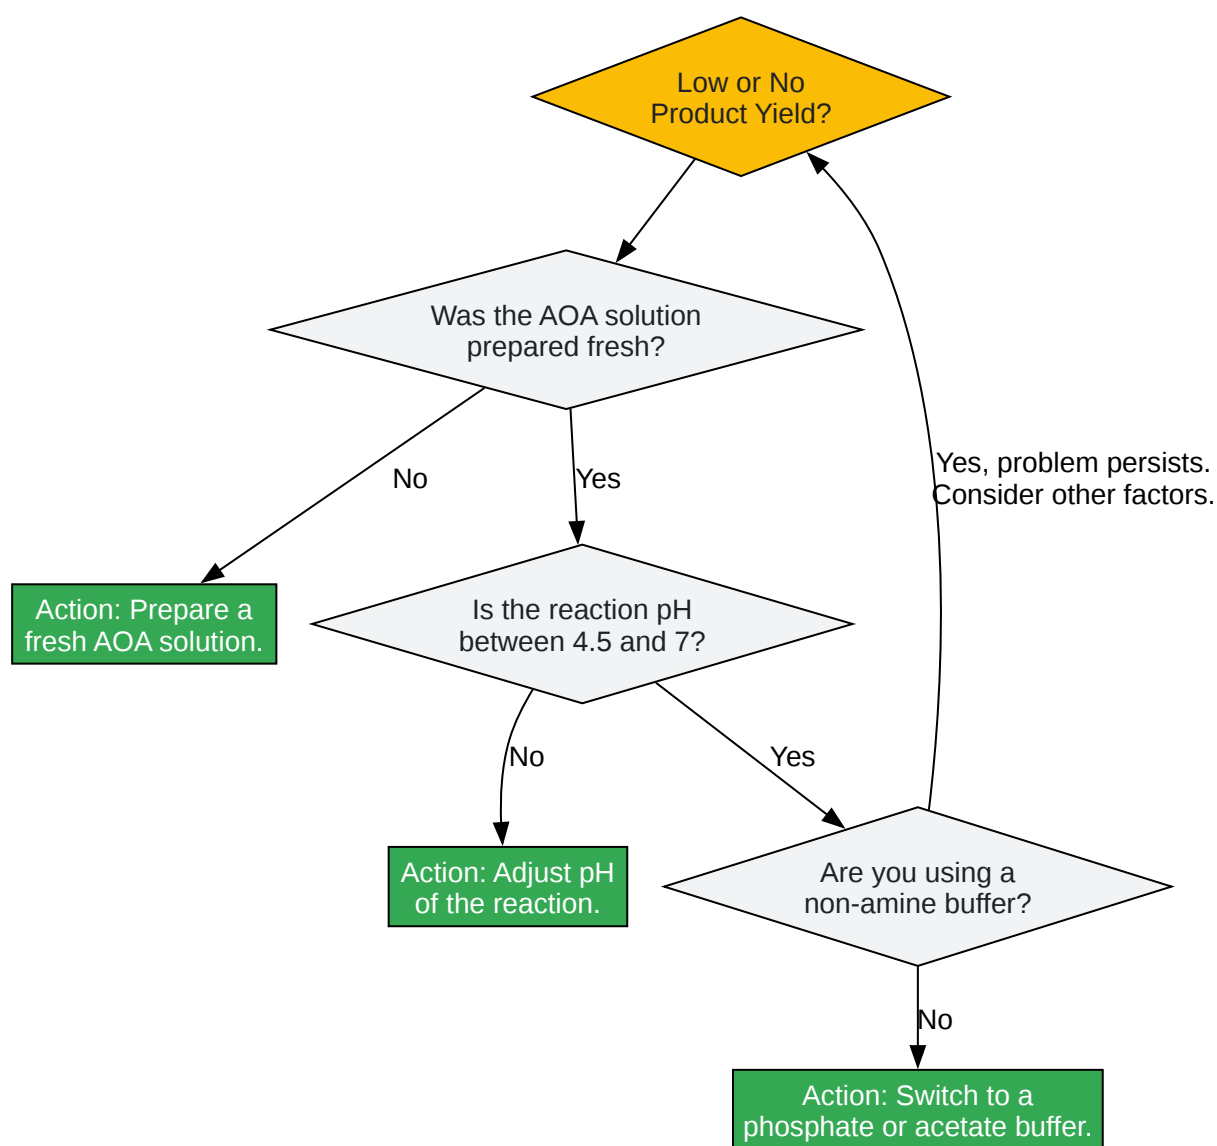 Low or No
Product Yield?
Was the AOA solution
prepared fresh?
Yes, problem persists.
Consider other factors.
No
Yes
Action: Prepare a
fresh AOA solution.
Is the reaction pH
between 4.5 and 7?
No
Yes
Action: Adjust pH
of the reaction.
Are you using a
non-amine buffer?
No
Action: Switch to a
phosphate or acetate buffer.